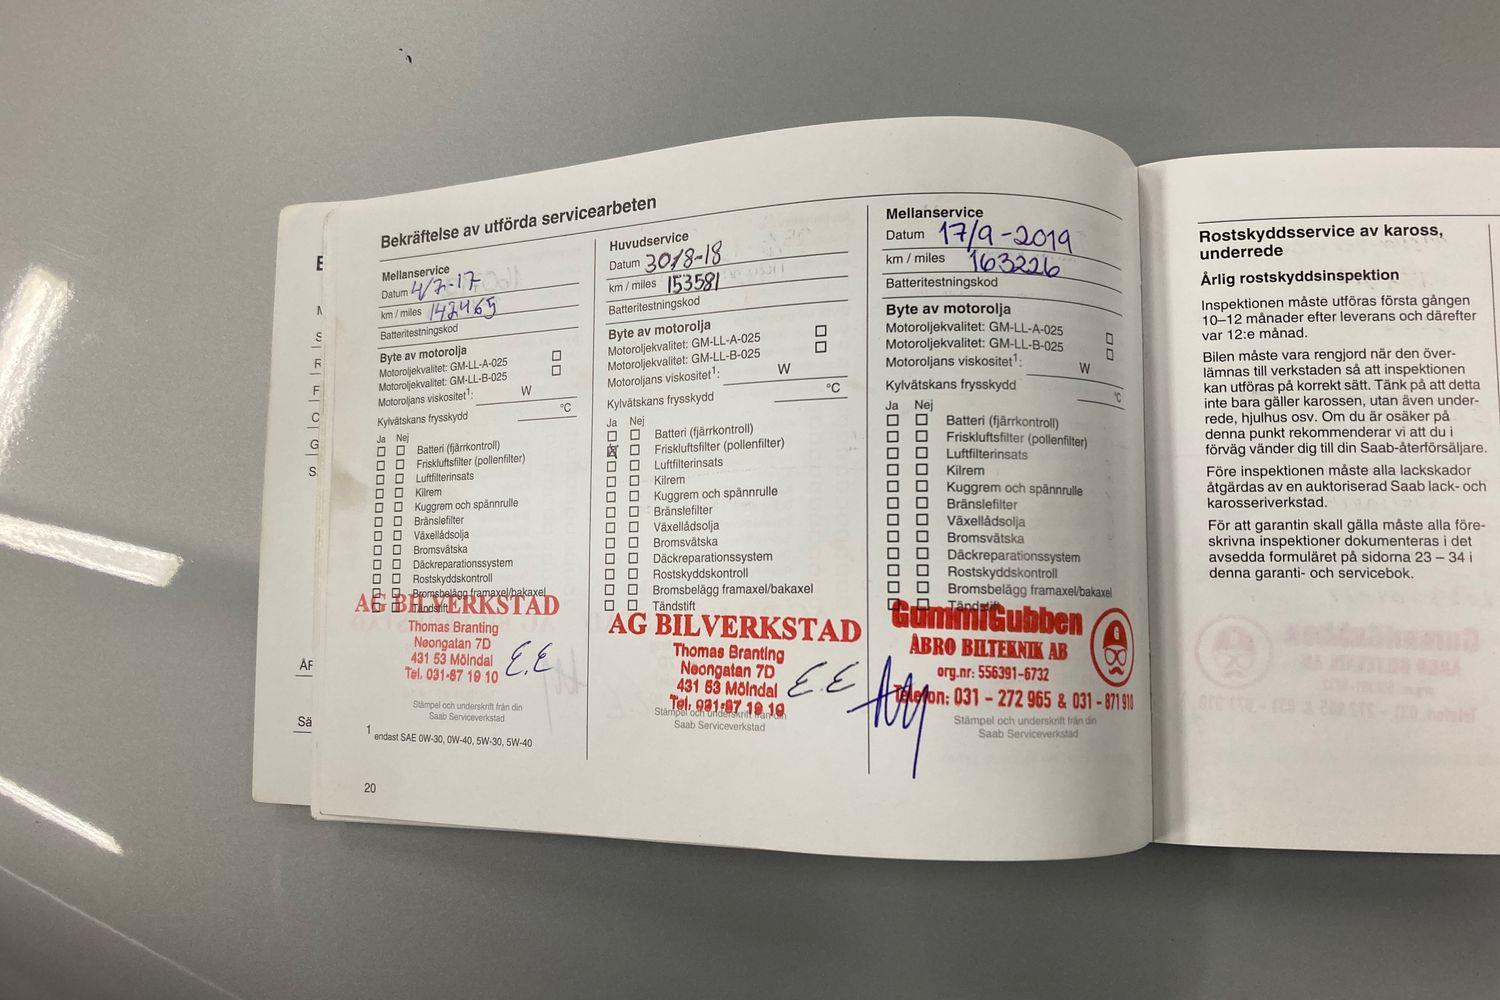 Bekräftelse av utförda servicearbeten
Mellanservice
Datum 4/7-17
km / miles 142465
Batteritestningskod
Byte av motorolja
Motoroljekvalitet: GM-LL-A-025
Motoroljekvalitet: GM-LL-B-025
Motoroljans viskositet1: W
Kylvätskans frysskydd °C
Ja Nej
Batteri (fjärrkontroll)
Friskluftsfilter (pollenfilter)
Luftfilterinsats
Kilrem
Kuggrem och spännrulle
Bränslefilter
Växellådsolja
Bromsvätska
Däckreparationssystem
Rostskyddskontroll
Bromsbelägg framaxel/bakaxel
Tändstift
AG BILVERKSTAD
Thomas Branting
Neongatan 7D
431 53 Mölndal
Tel. 031-87 19 10
E.E
Stämpel och underskrift från din
Saab Serviceverkstad
1 endast SAE 0W-30, 0W-40, 5W-30, 5W-40
20
Huvudservice
Datum 30/8-18
km / miles 153581
Batteritestningskod
Byte av motorolja
Motoroljekvalitet: GM-LL-A-025
Motoroljekvalitet: GM-LL-B-025
Motoroljans viskositet1: W
Kylvätskans frysskydd °C
Ja Nej
Batteri (fjärrkontroll)
Friskluftsfilter (pollenfilter)
Luftfilterinsats
Kilrem
Kuggrem och spännrulle
Bränslefilter
Växellådsolja
Bromsvätska
Däckreparationssystem
Rostskyddskontroll
Bromsbelägg framaxel/bakaxel
Tändstift
AG BILVERKSTAD
Thomas Branting
Neongatan 7D
431 53 Mölndal
Tel. 031-87 19 10
E.E
Stämpel och underskrift från din
Saab Serviceverkstad
Mellanservice
Datum 17/9-2019
km / miles 163226
Batteritestningskod
Byte av motorolja
Motoroljekvalitet: GM-LL-A-025
Motoroljekvalitet: GM-LL-B-025
Motoroljans viskositet1: W
Kylvätskans frysskydd °C
Ja Nej
Batteri (fjärrkontroll)
Friskluftsfilter (pollenfilter)
Luftfilterinsats
Kilrem
Kuggrem och spännrulle
Bränslefilter
Växellådsolja
Bromsvätska
Däckreparationssystem
Rostskyddskontroll
Bromsbelägg framaxel/bakaxel
Tändstift
GummiGubben
ÅBRO BILTEKNIK AB
org.nr: 556391-6732
Telefon: 031 - 272 965 & 031 - 871 910
Stämpel och underskrift från din
Saab Serviceverkstad
Rostskyddsservice av kaross,
underrede
Årlig rostskyddsinspektion
Inspektionen måste utföras första gången
10–12 månader efter leverans och därefter
var 12:e månad.
Bilen måste vara rengjord när den över-
lämnas till verkstaden så att inspektionen
kan utföras på korrekt sätt. Tänk på att detta
inte bara gäller karossen, utan även under-
rede, hjulhus osv. Om du är osäker på
denna punkt rekommenderar vi att du i
förväg vänder dig till din Saab-återförsäljare.
Före inspektionen måste alla lackskador
åtgärdas av en auktoriserad Saab lack- och
karosseriverkstad.
För att garantin skall gälla måste alla före-
skrivna inspektioner dokumenteras i det
avsedda formuläret på sidorna 23 – 34 i
denna garanti- och servicebok.